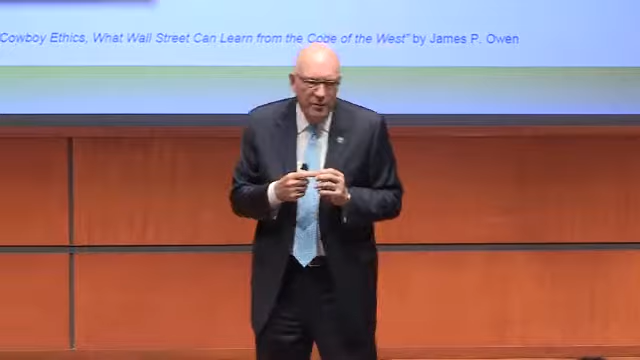 Cowboy Ethics, What Wall Street Can Learn from the Code of the West" by James P. Owen